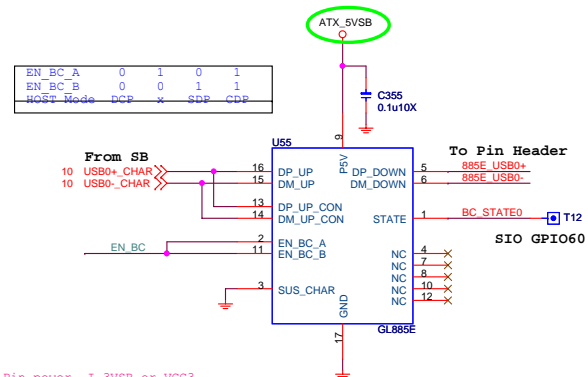 ATX_5VSB
EN_BC_A 0 1 0 1
EN_BC_B 0 0 1 1
HOST Mode DCP x SDP CDP
C355
0.1u10X
U55
9
P5V
From SB
To Pin Header
10 USB0+_CHAR 16 DP_UP DP_DOWN 5 885E_USB0+
10 USB0-_CHAR 15 DM_UP DM_DOWN 6 885E_USB0-
13 DP_UP_CON
14 DM_UP_CON STATE 1 BC_STATE0 T12
SIO GPIO60
EN_BC 2 EN_BC_A
11 EN_BC_B
NC 4
NC 7
NC 8
NC 10
NC 12
3 SUS_CHAR
GND
17
GL885E